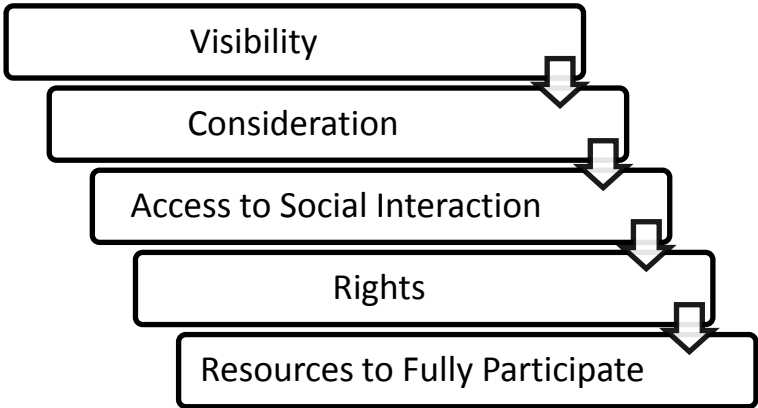 Visibility
Consideration
Access to Social Interaction
Rights
Resources to Fully Participate